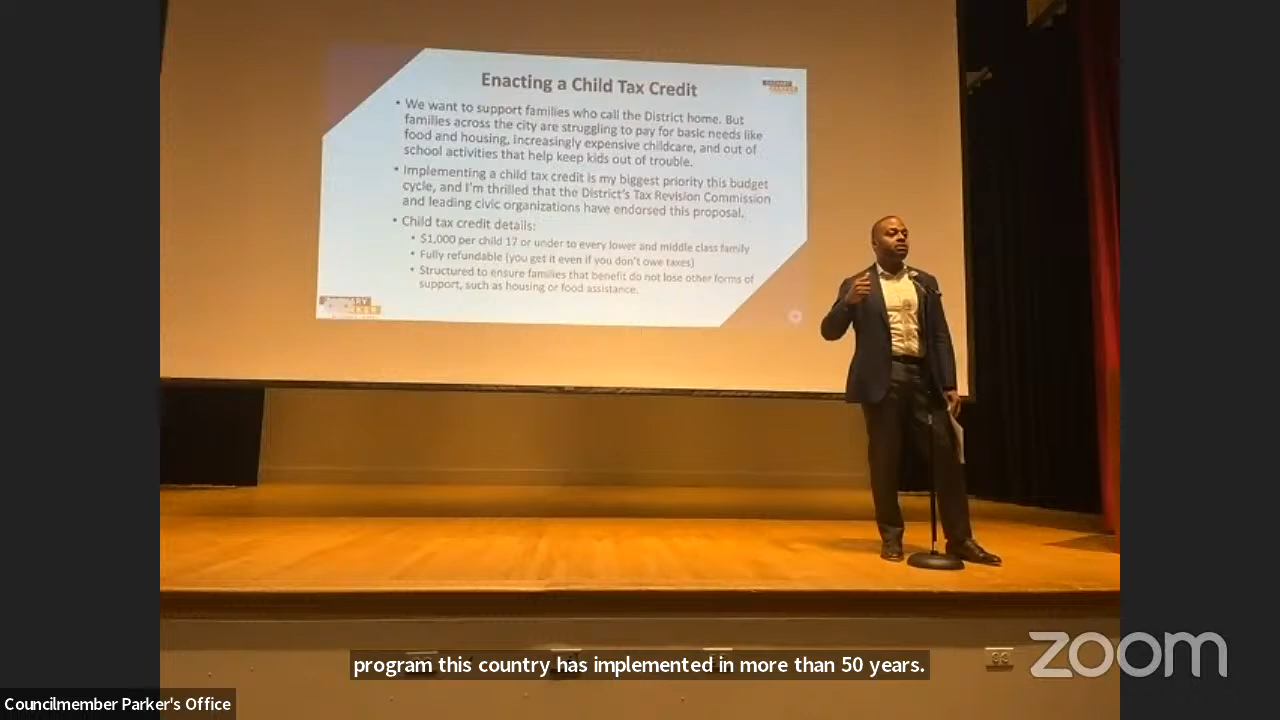 Enacting a Child Tax Credit
ZACHARY
PARKER
• We want to support families who call the District home. But
families across the city are struggling to pay for basic needs like
food and housing, increasingly expensive childcare, and out of
school activities that help keep kids out of trouble.
• Implementing a child tax credit is my biggest priority this budget
cycle, and I'm thrilled that the District's Tax Revision Commission
and leading civic organizations have endorsed this proposal.
• Child tax credit details:
• $1,000 per child 17 or under to every lower and middle class family
• Fully refundable (you get it even if you don't owe taxes)
• Structured to ensure families that benefit do not lose other forms of
support, such as housing or food assistance.
program this country has implemented in more than 50 years.
zoom
Councilmember Parker's Office